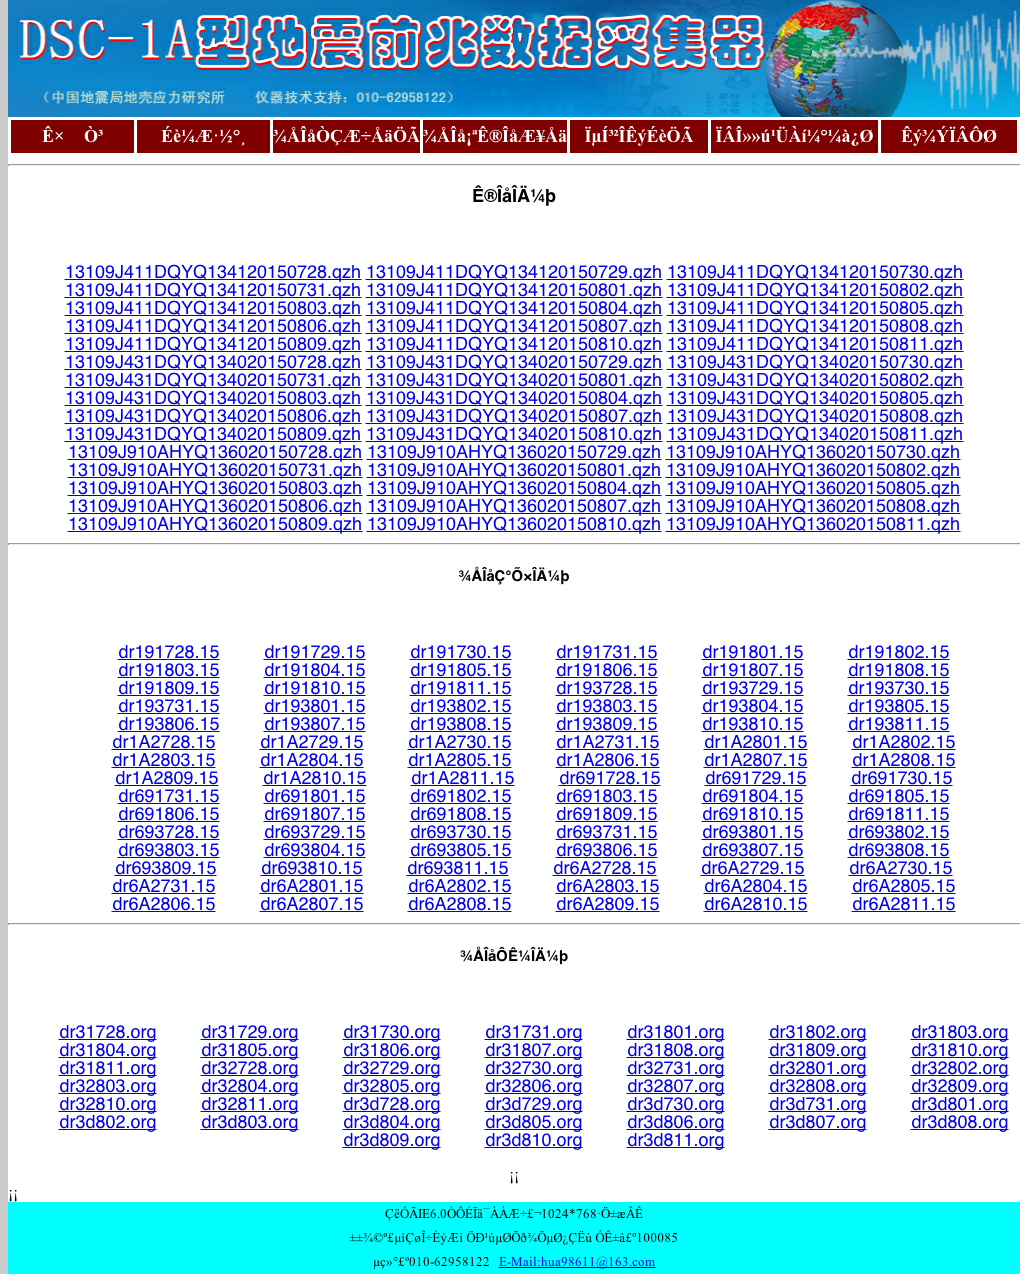 DSC-1A型地震前兆数据采集器
（中国地震局地壳应力研究所 仪器技术支持：010-62958122）
Ê× Ò³ Éè¼Æ·½°¸ ¾ÅÎåÒÇÆ÷ÅäÖÃ ¾ÅÎå¡ªÊ®ÎåÆ¥Åä ÏµÍ³²ÎÊýÉèÖÃ ÏÂÎ»»ú¹ÜÀí¼°¼à¿Ø Êý¾ÝÏÂÔØ
Ê®ÎåÎÄ¼þ
13109J411DQYQ134120150728.qzh 13109J411DQYQ134120150729.qzh 13109J411DQYQ134120150730.qzh
13109J411DQYQ134120150731.qzh 13109J411DQYQ134120150801.qzh 13109J411DQYQ134120150802.qzh
13109J411DQYQ134120150803.qzh 13109J411DQYQ134120150804.qzh 13109J411DQYQ134120150805.qzh
13109J411DQYQ134120150806.qzh 13109J411DQYQ134120150807.qzh 13109J411DQYQ134120150808.qzh
13109J411DQYQ134120150809.qzh 13109J411DQYQ134120150810.qzh 13109J411DQYQ134120150811.qzh
13109J431DQYQ134020150728.qzh 13109J431DQYQ134020150729.qzh 13109J431DQYQ134020150730.qzh
13109J431DQYQ134020150731.qzh 13109J431DQYQ134020150801.qzh 13109J431DQYQ134020150802.qzh
13109J431DQYQ134020150803.qzh 13109J431DQYQ134020150804.qzh 13109J431DQYQ134020150805.qzh
13109J431DQYQ134020150806.qzh 13109J431DQYQ134020150807.qzh 13109J431DQYQ134020150808.qzh
13109J431DQYQ134020150809.qzh 13109J431DQYQ134020150810.qzh 13109J431DQYQ134020150811.qzh
13109J910AHYQ136020150728.qzh 13109J910AHYQ136020150729.qzh 13109J910AHYQ136020150730.qzh
13109J910AHYQ136020150731.qzh 13109J910AHYQ136020150801.qzh 13109J910AHYQ136020150802.qzh
13109J910AHYQ136020150803.qzh 13109J910AHYQ136020150804.qzh 13109J910AHYQ136020150805.qzh
13109J910AHYQ136020150806.qzh 13109J910AHYQ136020150807.qzh 13109J910AHYQ136020150808.qzh
13109J910AHYQ136020150809.qzh 13109J910AHYQ136020150810.qzh 13109J910AHYQ136020150811.qzh
¾ÅÎåÇ°Õ×ÎÄ¼þ
dr191728.15 dr191729.15 dr191730.15 dr191731.15 dr191801.15 dr191802.15
dr191803.15 dr191804.15 dr191805.15 dr191806.15 dr191807.15 dr191808.15
dr191809.15 dr191810.15 dr191811.15 dr193728.15 dr193729.15 dr193730.15
dr193731.15 dr193801.15 dr193802.15 dr193803.15 dr193804.15 dr193805.15
dr193806.15 dr193807.15 dr193808.15 dr193809.15 dr193810.15 dr193811.15
dr1A2728.15 dr1A2729.15 dr1A2730.15 dr1A2731.15 dr1A2801.15 dr1A2802.15
dr1A2803.15 dr1A2804.15 dr1A2805.15 dr1A2806.15 dr1A2807.15 dr1A2808.15
dr1A2809.15 dr1A2810.15 dr1A2811.15 dr691728.15 dr691729.15 dr691730.15
dr691731.15 dr691801.15 dr691802.15 dr691803.15 dr691804.15 dr691805.15
dr691806.15 dr691807.15 dr691808.15 dr691809.15 dr691810.15 dr691811.15
dr693728.15 dr693729.15 dr693730.15 dr693731.15 dr693801.15 dr693802.15
dr693803.15 dr693804.15 dr693805.15 dr693806.15 dr693807.15 dr693808.15
dr693809.15 dr693810.15 dr693811.15 dr6A2728.15 dr6A2729.15 dr6A2730.15
dr6A2731.15 dr6A2801.15 dr6A2802.15 dr6A2803.15 dr6A2804.15 dr6A2805.15
dr6A2806.15 dr6A2807.15 dr6A2808.15 dr6A2809.15 dr6A2810.15 dr6A2811.15
¾ÅÎåÔÊ¼ÎÄ¼þ
dr31728.org dr31729.org dr31730.org dr31731.org dr31801.org dr31802.org dr31803.org
dr31804.org dr31805.org dr31806.org dr31807.org dr31808.org dr31809.org dr31810.org
dr31811.org dr32728.org dr32729.org dr32730.org dr32731.org dr32801.org dr32802.org
dr32803.org dr32804.org dr32805.org dr32806.org dr32807.org dr32808.org dr32809.org
dr32810.org dr32811.org dr3d728.org dr3d729.org dr3d730.org dr3d731.org dr3d801.org
dr3d802.org dr3d803.org dr3d804.org dr3d805.org dr3d806.org dr3d807.org dr3d808.org
dr3d809.org dr3d810.org dr3d811.org
¡¡
¡¡
ÇëÓÃIE6.0ÒÔÉÏä¯ÀÀÆ÷£¬1024*768·Ö±æÂÊ
±±¾©º£µíÇøÎ÷ÈýÆì ÖÐ¹úµØÕð¾ÖµØ¿ÇËù ÓÊ±à£º100085
µç»°£º010-62958122 E-Mail:hua98611@163.com